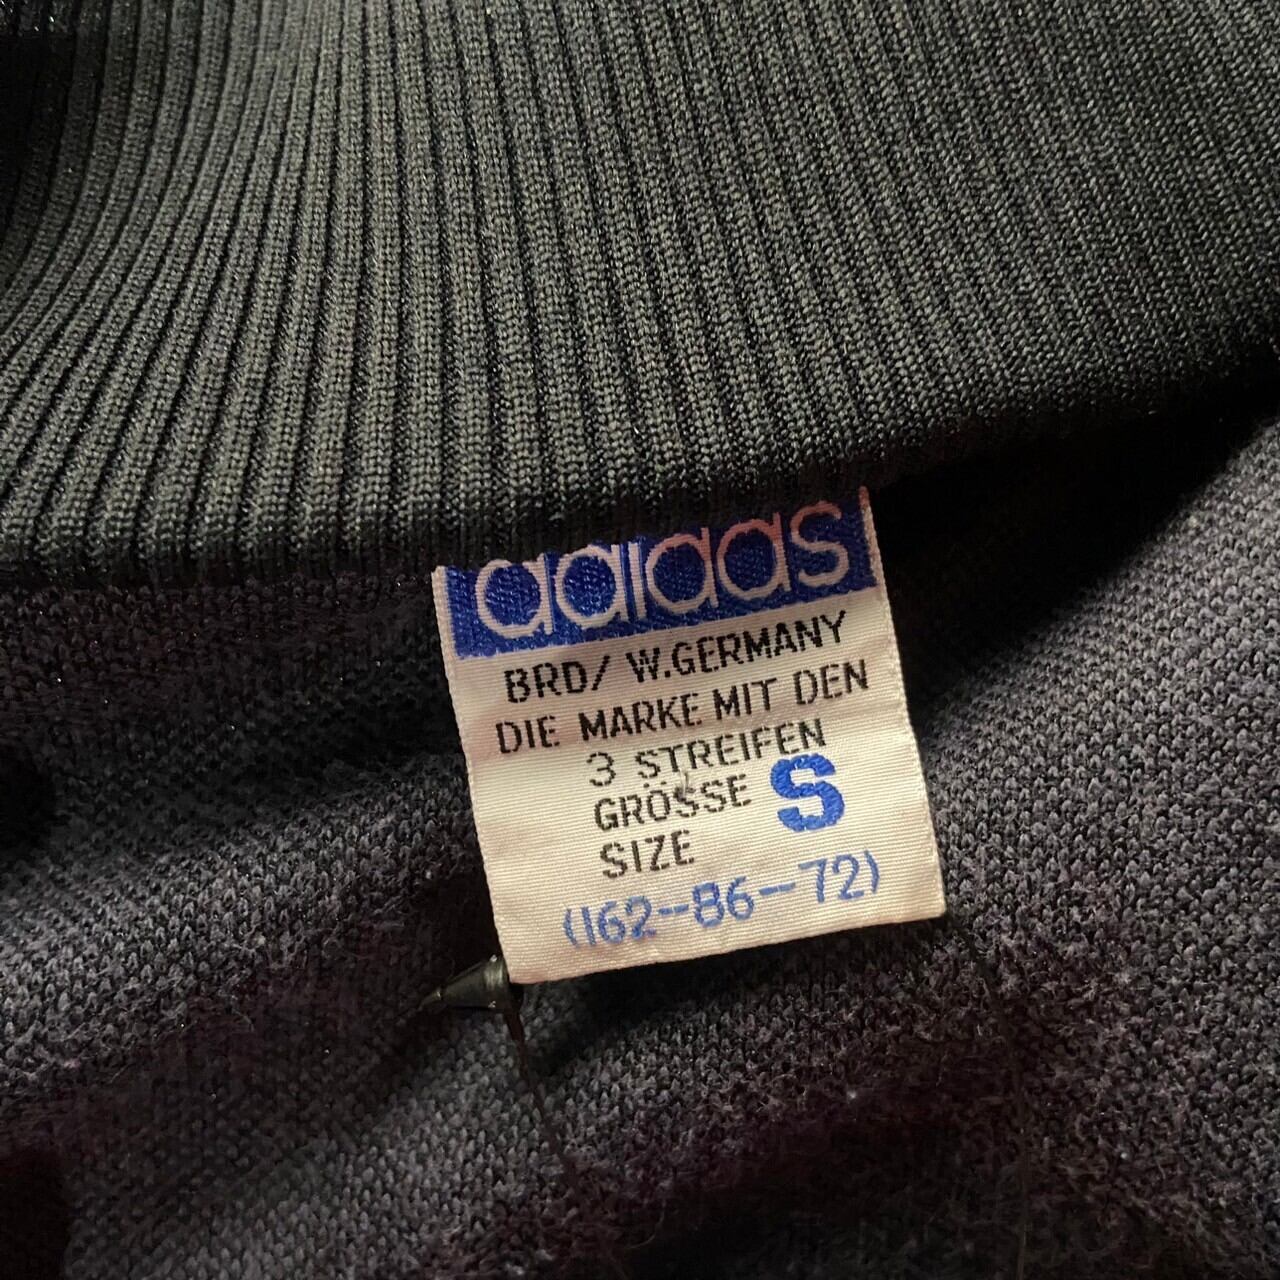 adidas
BRD/ W.GERMANY
DIE MARKE MIT DEN
3 STREIFEN
GRÖSSE S
SIZE
(162--86--72)